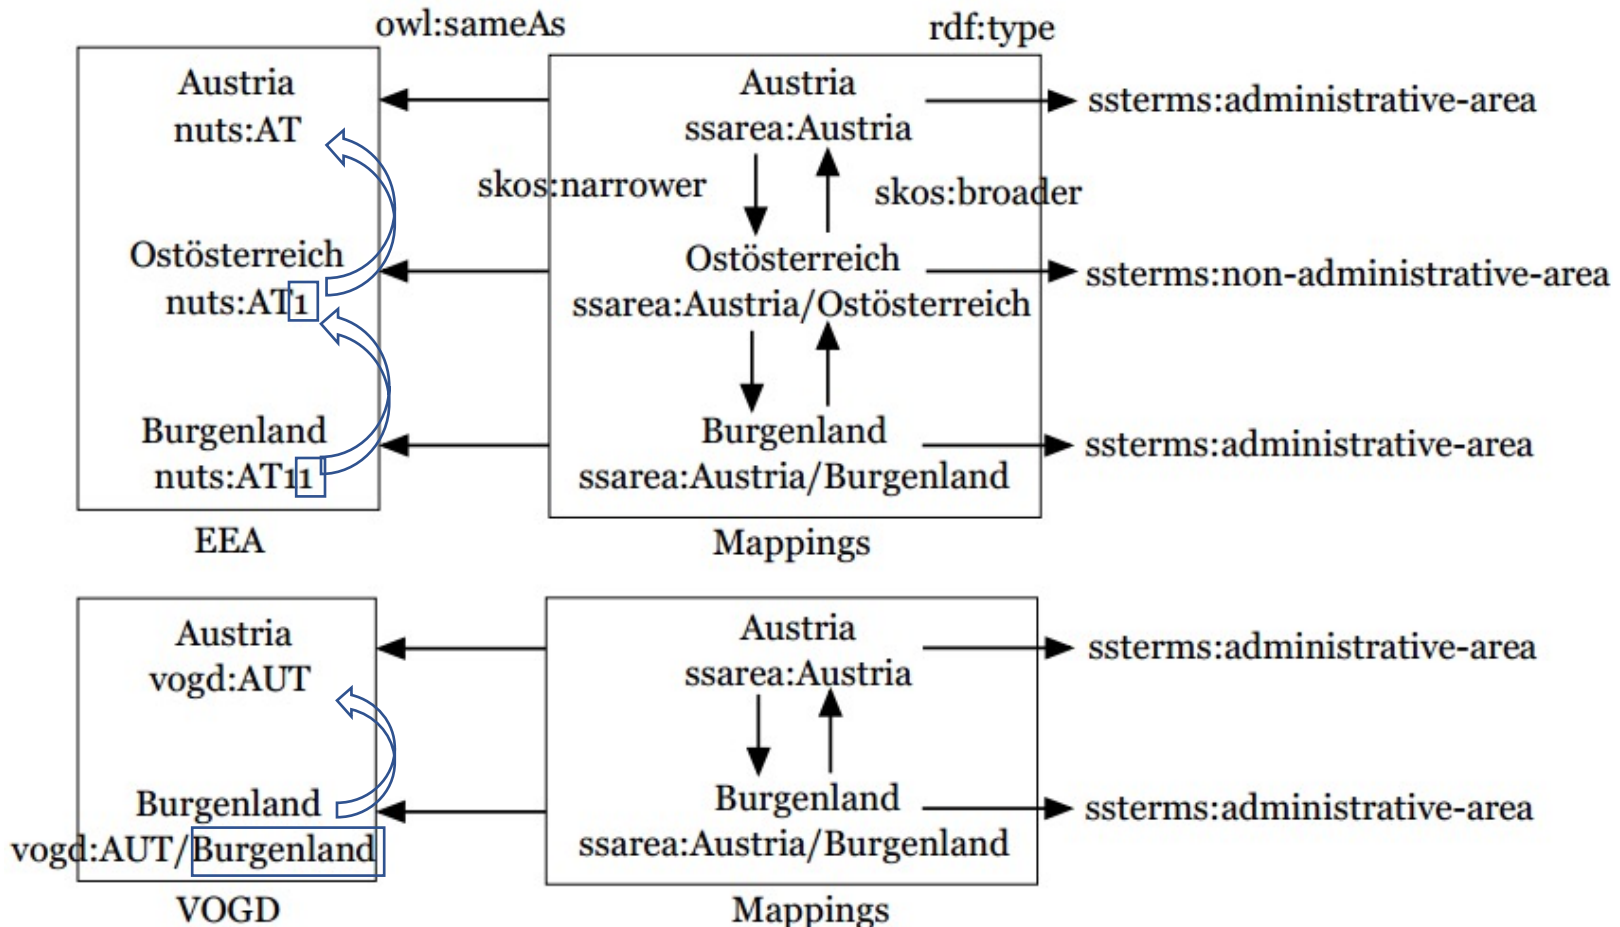 owl:sameAs
rdf:type
Austria
nuts:AT
Austria
ssarea:Austria
ssterms:administrative-area
skos:narrower
skos:broader
Ostösterreich
nuts:AT1
Ostösterreich
ssarea:Austria/Ostösterreich
ssterms:non-administrative-area
Burgenland
nuts:AT11
Burgenland
ssarea:Austria/Burgenland
ssterms:administrative-area
EEA
Mappings
Austria
vogd:AUT
Austria
ssarea:Austria
ssterms:administrative-area
Burgenland
vogd:AUT/Burgenland
Burgenland
ssarea:Austria/Burgenland
ssterms:administrative-area
VOGD
Mappings